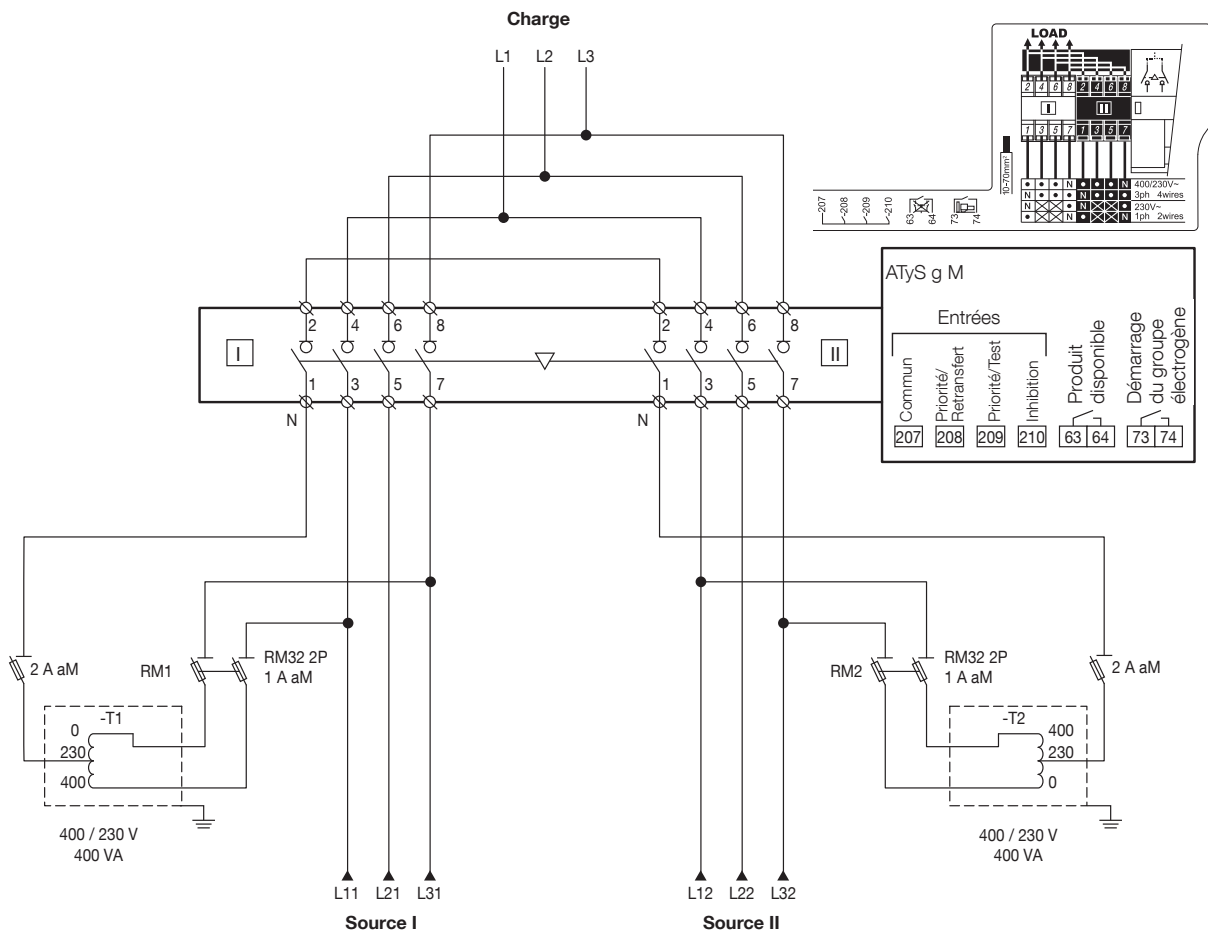 Charge
L1 L2 L3
LOAD
2 4 6 8 2 4 6 8
I II
1 3 5 7 1 3 5 7
10-70mm²
N N 400/230V~
N N 3ph 4wires
N N 230V~
N N 1ph 2wires
207 208 209 210 63 64 73 74
ATyS g M
Entrées
Commun
Priorité/
Retransfert
Priorité/Test
Inhibition
Produit
disponible
Démarrage
du groupe
électrogène
207 208 209 210 63 64 73 74
2 4 6 8 2 4 6 8
I II
1 3 5 7 1 3 5 7
N N
2 A aM
RM1
RM32 2P
1 A aM
RM2
RM32 2P
1 A aM
2 A aM
-T1
0
230
400
-T2
400
230
0
400 / 230 V
400 VA
400 / 230 V
400 VA
L11 L21 L31 L12 L22 L32
Source I Source II